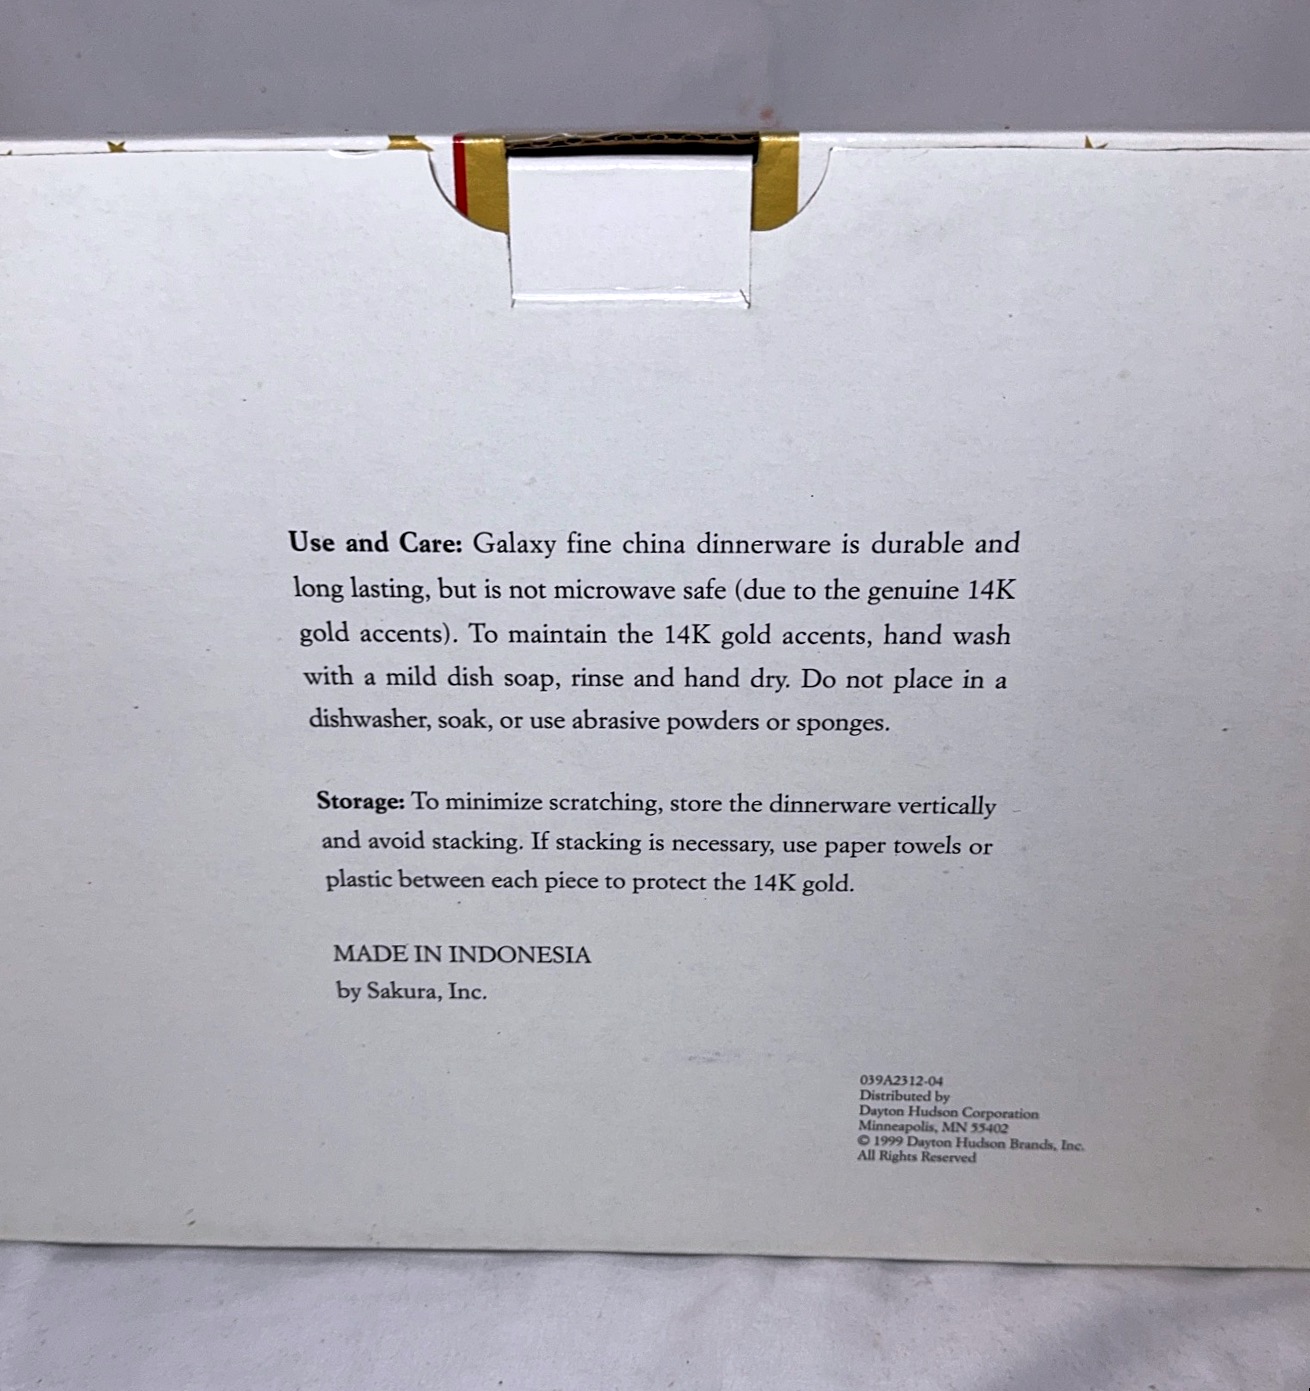 Use and Care: Galaxy fine china dinnerware is durable and
long lasting, but is not microwave safe (due to the genuine 14K
gold accents). To maintain the 14K gold accents, hand wash
with a mild dish soap, rinse and hand dry. Do not place in a
dishwasher, soak, or use abrasive powders or sponges.
Storage: To minimize scratching, store the dinnerware vertically
and avoid stacking. If stacking is necessary, use paper towels or
plastic between each piece to protect the 14K gold.
MADE IN INDONESIA
by Sakura, Inc.
039A2312-04
Distributed by
Dayton Hudson Corporation
Minneapolis, MN 55402
© 1999 Dayton Hudson Brands, Inc.
All Rights Reserved